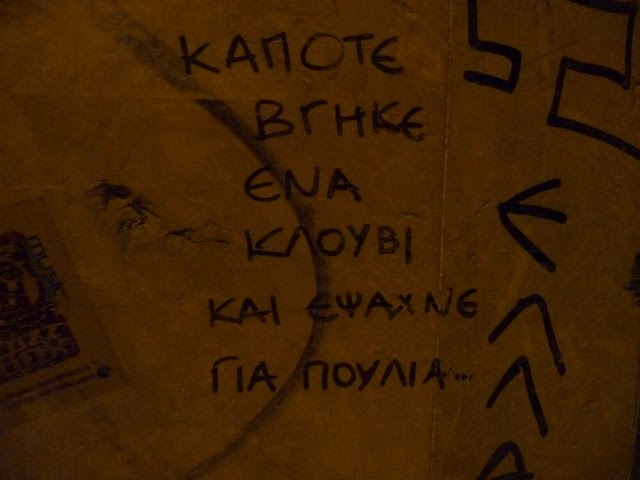 ΚΑΠΟΤΕ
ΒΓΗΚΕ
ΕΝΑ
ΚΛΟΥΒΙ
ΚΑΙ ΕΨΑΧΝΕ
ΓΙΑ ΠΟΥΛΙΑ...